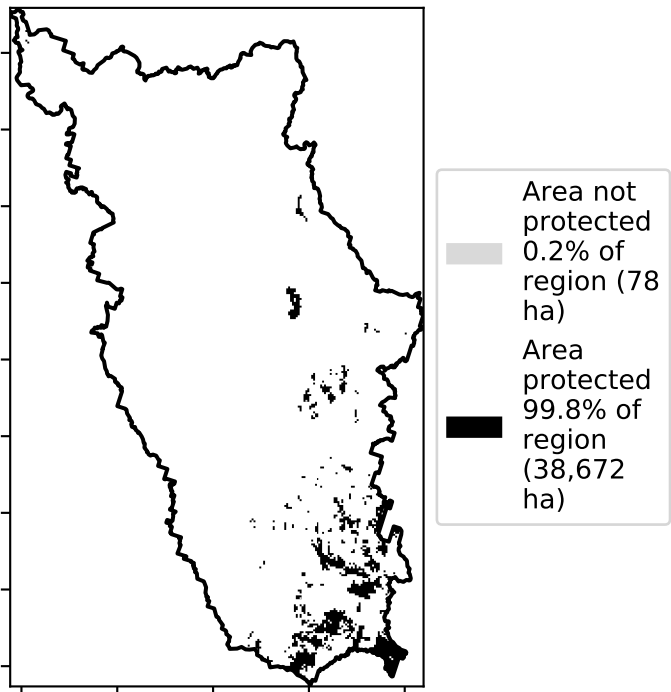 Area not
protected
0.2% of
region (78
ha)
Area
protected
99.8% of
region
(38,672
ha)